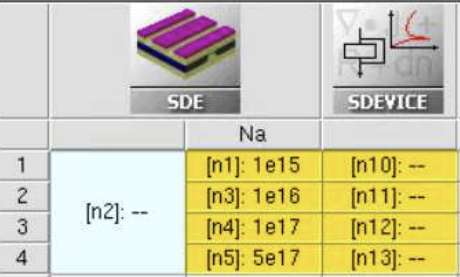 SDE SDEVICE
Na
1 [n1]: 1e15 [n10]: --
2 [n3]: 1e16 [n11]: --
[n2]: --
3 [n4]: 1e17 [n12]: --
4 [n5]: 5e17 [n13]: --